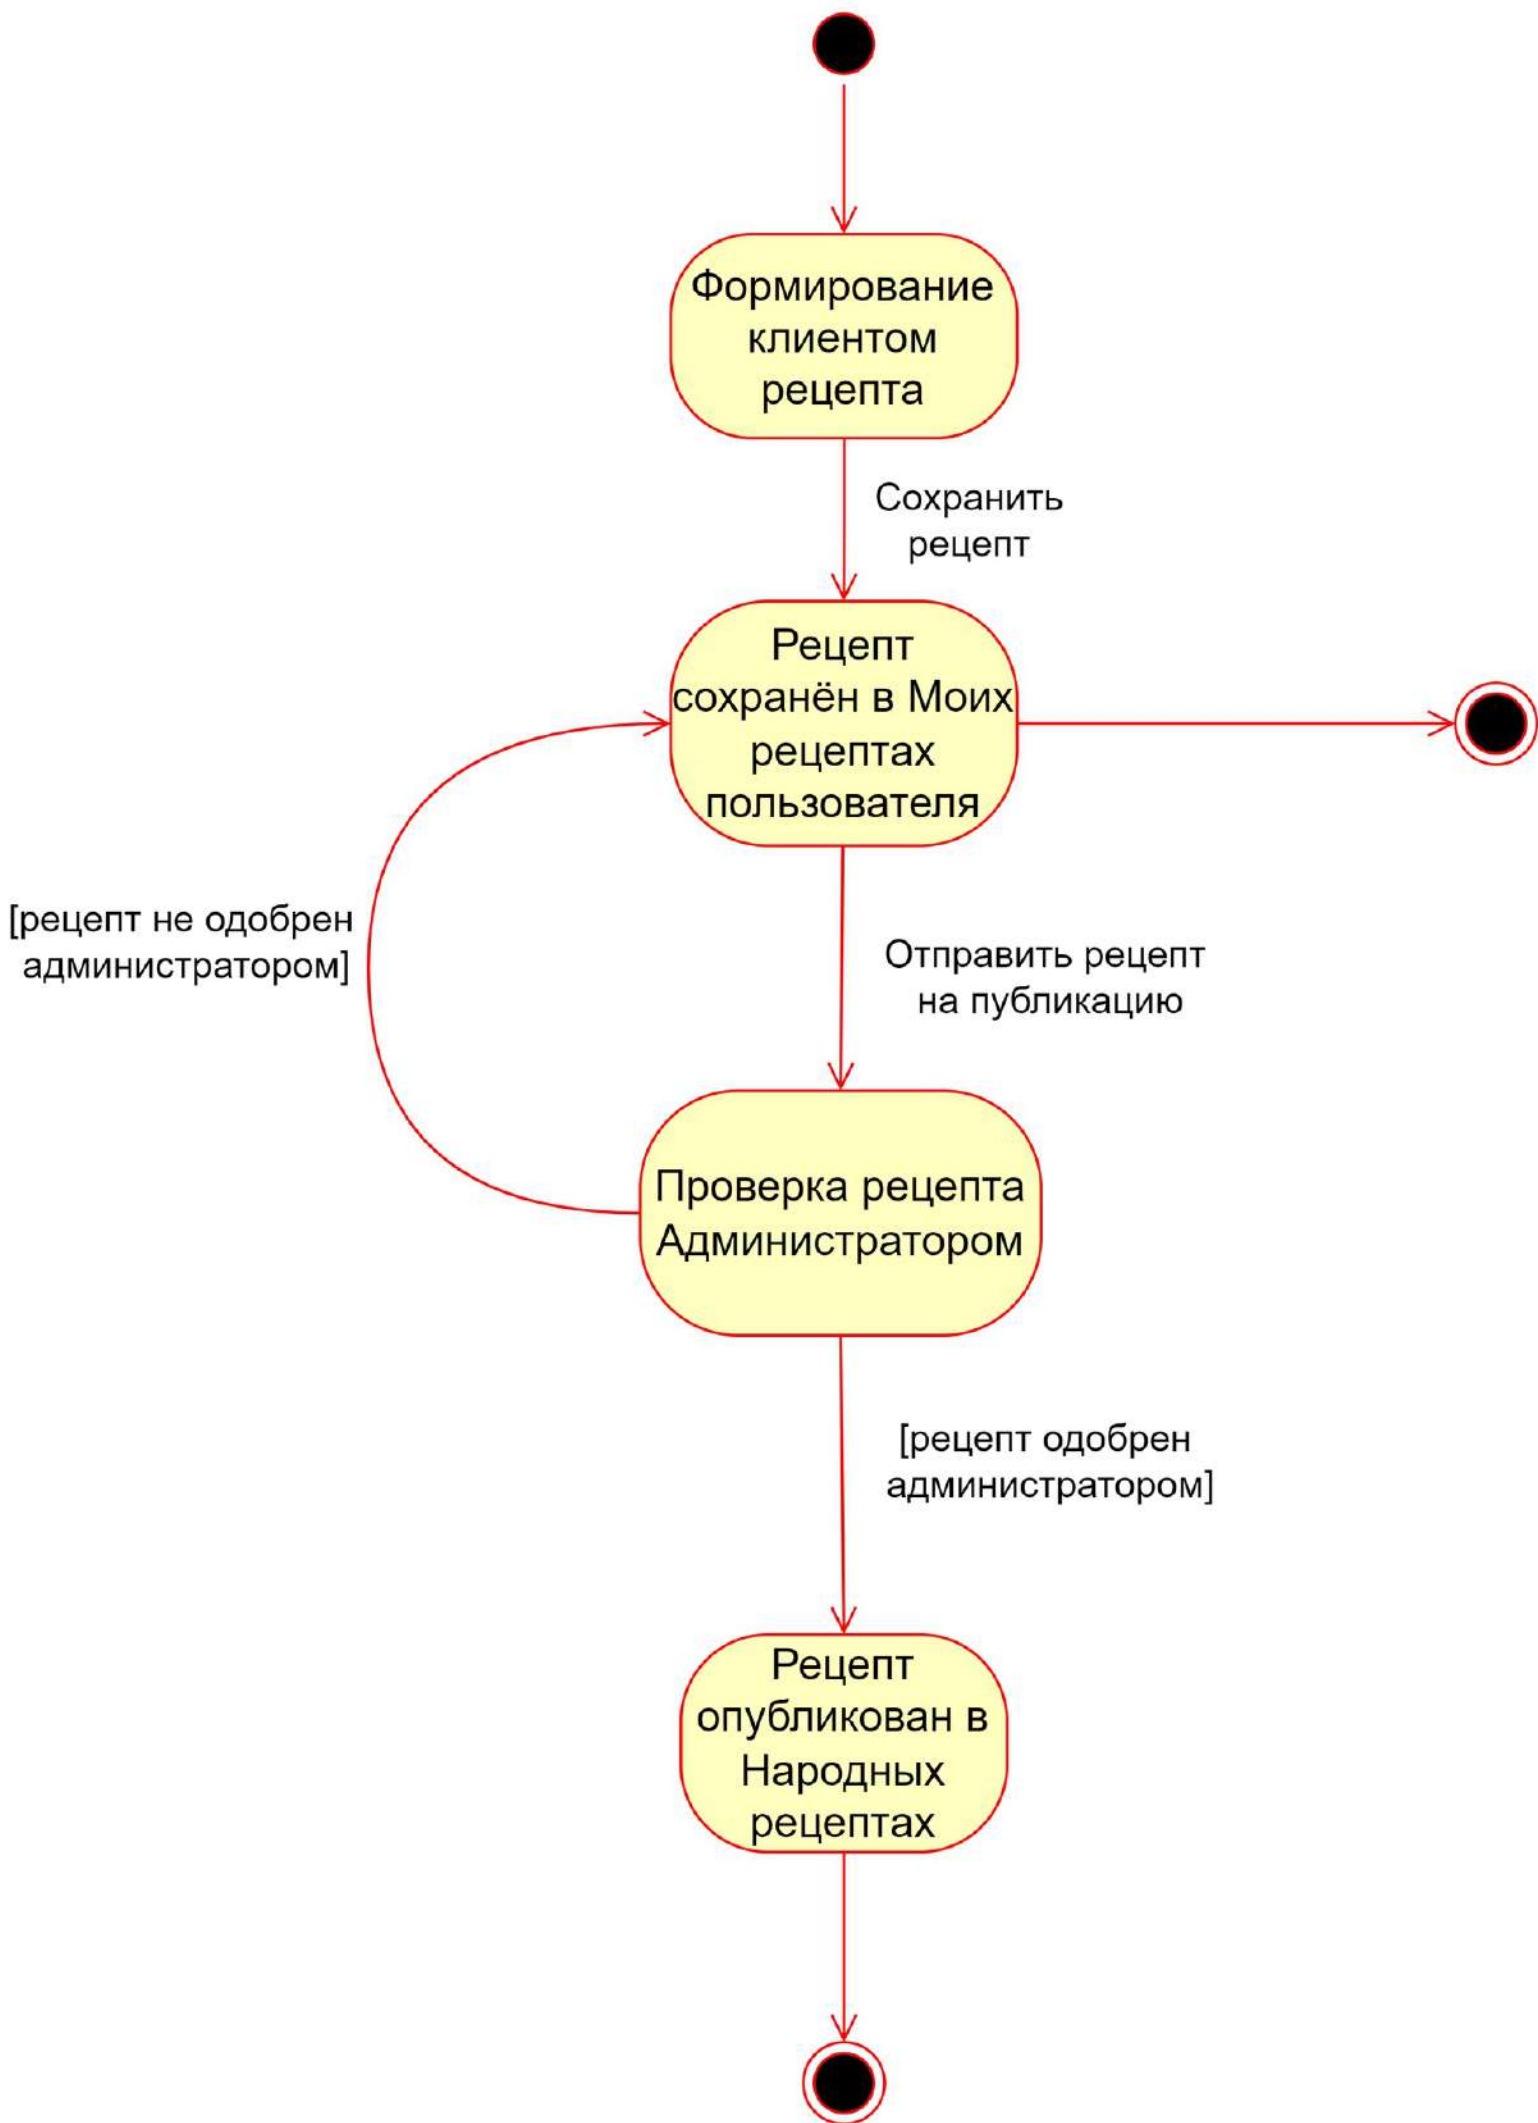 Формирование
клиентом
рецепта
Сохранить
рецепт
Рецепт
сохранён в Моих
рецептах
пользователя
[рецепт не одобрен
администратором]
Отправить рецепт
на публикацию
Проверка рецепта
Администратором
[рецепт одобрен
администратором]
Рецепт
опубликован в
Народных
рецептах